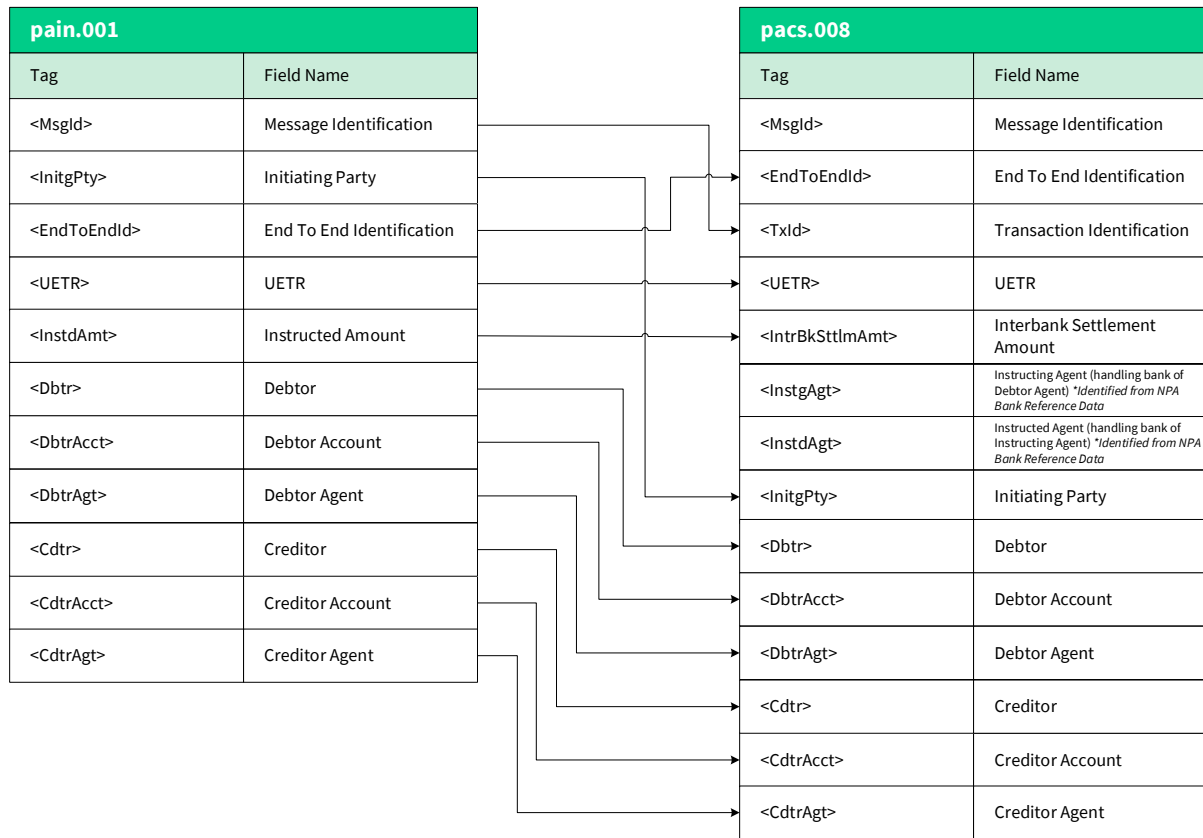 pain.001
Tag Field Name
<MsgId> Message Identification
<InitgPty> Initiating Party
<EndToEndId> End To End Identification
<UETR> UETR
<InstdAmt> Instructed Amount
<Dbtr> Debtor
<DbtrAcct> Debtor Account
<DbtrAgt> Debtor Agent
<Cdtr> Creditor
<CdtrAcct> Creditor Account
<CdtrAgt> Creditor Agent
pacs.008
Tag Field Name
<MsgId> Message Identification
<EndToEndId> End To End Identification
<TxId> Transaction Identification
<UETR> UETR
<IntrBkSttlmAmt> Interbank Settlement
Amount
<InstgAgt> Instructing Agent (handling bank of
Debtor Agent) *Identified from NPA
Bank Reference Data
<InstdAgt> Instructed Agent (handling bank of
Instructing Agent) *Identified from NPA
Bank Reference Data
<InitgPty> Initiating Party
<Dbtr> Debtor
<DbtrAcct> Debtor Account
<DbtrAgt> Debtor Agent
<Cdtr> Creditor
<CdtrAcct> Creditor Account
<CdtrAgt> Creditor Agent